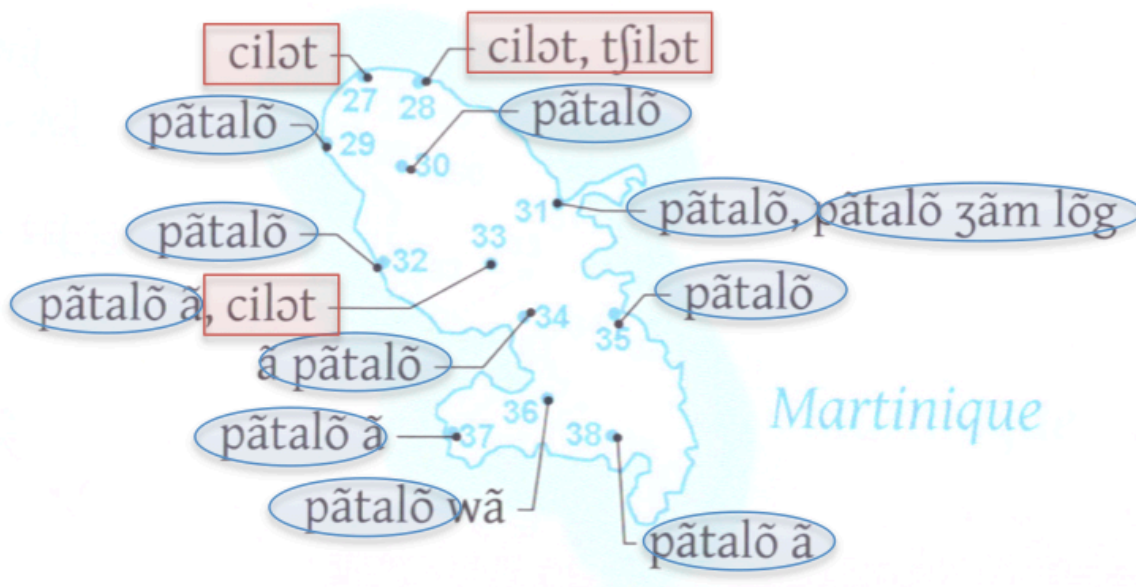 cilɔt
cilɔt, tʃilɔt
27
28
pãtalõ
pãtalõ
29
30
pãtalõ, pãtalõ ʒãm lõg
31
pãtalõ
33
32
pãtalõ
pãtalõ ã, cilɔt
34
35
ã pãtalõ
Martinique
36
pãtalõ ã
37
38
pãtalõ wã
pãtalõ ã